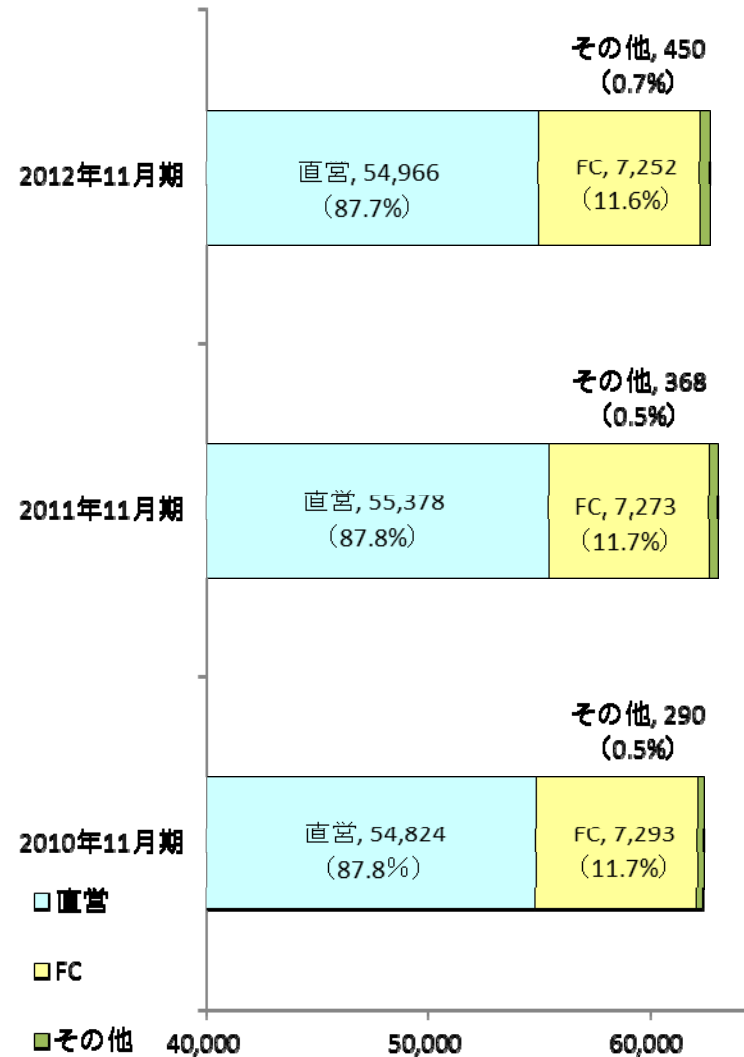 その他, 450
（0.7%）
2012年11月期
直営, 54,966
（87.7%）
FC, 7,252
（11.6%）
その他, 368
（0.5%）
2011年11月期
直営, 55,378
（87.8%）
FC, 7,273
（11.7%）
その他, 290
（0.5%）
2010年11月期
直営, 54,824
（87.8％）
FC, 7,293
（11.7%）
直営
FC
その他
40,000 50,000 60,000